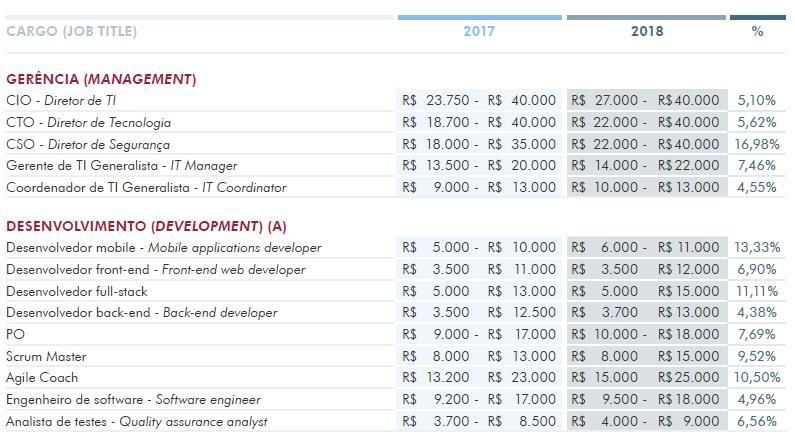 CARGO (JOB TITLE) 2017 2018 %
GERÊNCIA (MANAGEMENT)
CIO - Diretor de TI R$ 23.750 - R$ 40.000 R$ 27.000 - R$40.000 5,10%
CTO - Diretor de Tecnologia R$ 18.700 - R$ 40.000 R$ 22.000 - R$40.000 5,62%
CSO - Diretor de Segurança R$ 18.000 - R$ 35.000 R$ 22.000 - R$40.000 16,98%
Gerente de TI Generalista - IT Manager R$ 13.500 - R$ 20.000 R$ 14.000 - R$22.000 7,46%
Coordenador de TI Generalista - IT Coordinator R$ 9.000 - R$ 13.000 R$ 10.000 - R$13.000 4,55%
DESENVOLVIMENTO (DEVELOPMENT) (A)
Desenvolvedor mobile - Mobile applications developer R$ 5.000 - R$ 10.000 R$ 6.000 - R$ 11.000 13,33%
Desenvolvedor front-end - Front-end web developer R$ 3.500 R$ 11.000 R$ 3.500 R$12.000 6,90%
Desenvolvedor full-stack R$ 5.000 R$ 13.000 R$ 5.000 R$15.000 11,11%
Desenvolvedor back-end - Back-end developer R$ 3.500 R$ 12.500 R$ 3.700 R$13.000 4,38%
PO R$ 9.000 - R$ 17.000 R$ 10.000 - R$18.000 7,69%
Scrum Master R$ 8.000 R$ 13.000 R$ 8.000 R$15.000 9,52%
Agile Coach R$ 13.200 R$ 23.000 R$ 15.000 R$25.000 10,50%
Engenheiro de software - Software engineer R$ 9.200 - R$ 17.000 R$ 9.500 - R$18.000 4,96%
Analista de testes - Quality assurance analyst R$ 3.700 - R$ 8.500 R$ 4.000 - R$ 9.000 6,56%